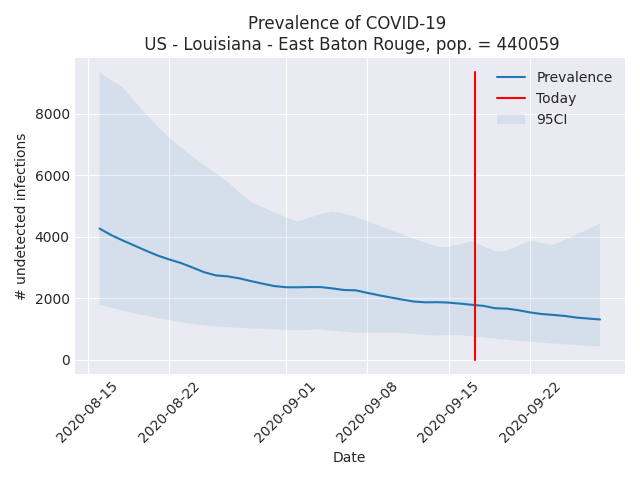 Prevalence of COVID-19
US - Louisiana - East Baton Rouge, pop. = 440059
Prevalence
Today
95CI
8000
6000
4000
2000
0
# undetected infections
2020-08-15
2020-08-22
2020-09-01
2020-09-08
2020-09-15
2020-09-22
Date